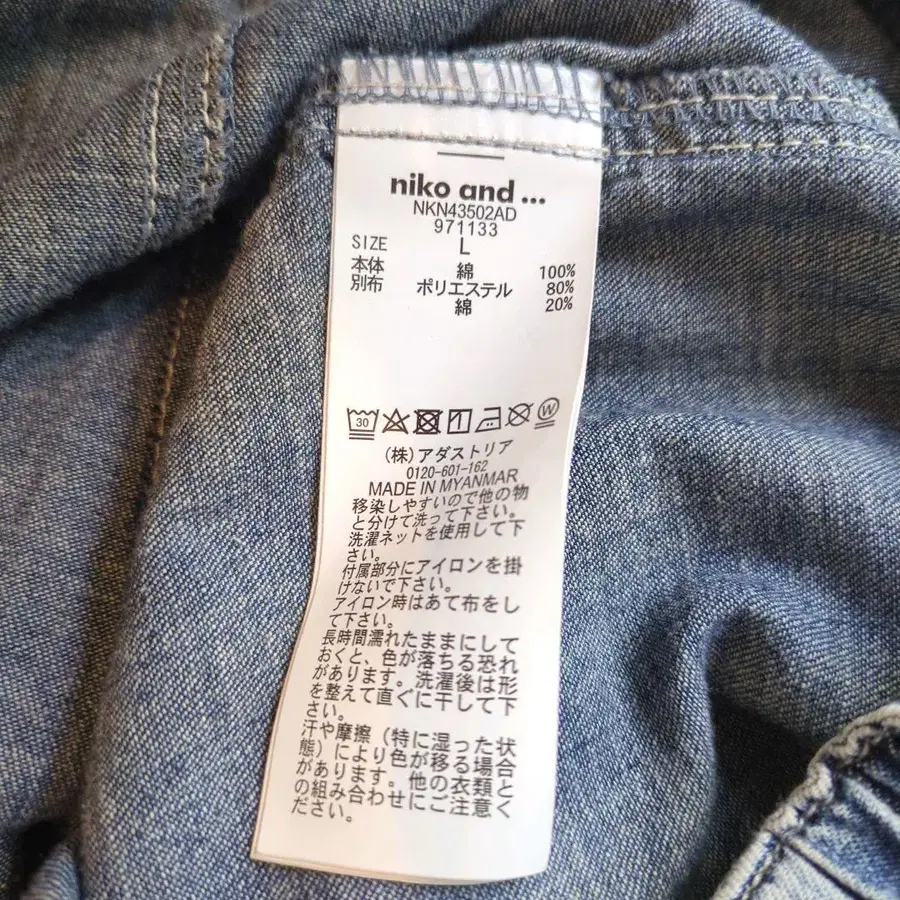 niko and ...
NKN43502AD
971133
SIZE L
本体 綿 100%
別布 ポリエステル 80%
綿 20%
30 W
(株)アダストリア
0120-601-162
MADE IN MYANMAR
移染しやすいので他の物
と分けて洗って下さい。
洗濯ネットを使用して下
さい。
付属部分にアイロンを掛
けないで下さい。
アイロン時はあて布をし
て下さい。
長時間濡れたままにして
おくと、色が落ちる恐れ
があります。洗濯後は形
を整えて直ぐに干して下
さい。
汗や摩擦(特に湿った状
態)により色が移る場合
があります。他の衣類と
の組み合わせにご注意く
ださい。